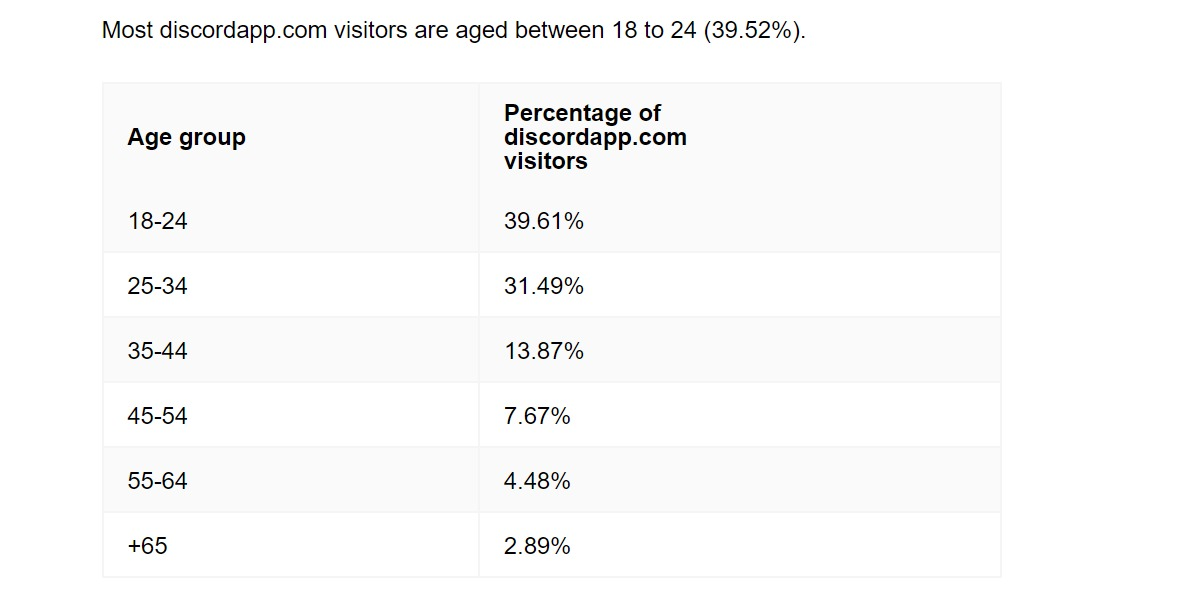 Most discordapp.com visitors are aged between 18 to 24 (39.52%).
Age group
Percentage of
discordapp.com
visitors
18-24 39.61%
25-34 31.49%
35-44 13.87%
45-54 7.67%
55-64 4.48%
+65 2.89%